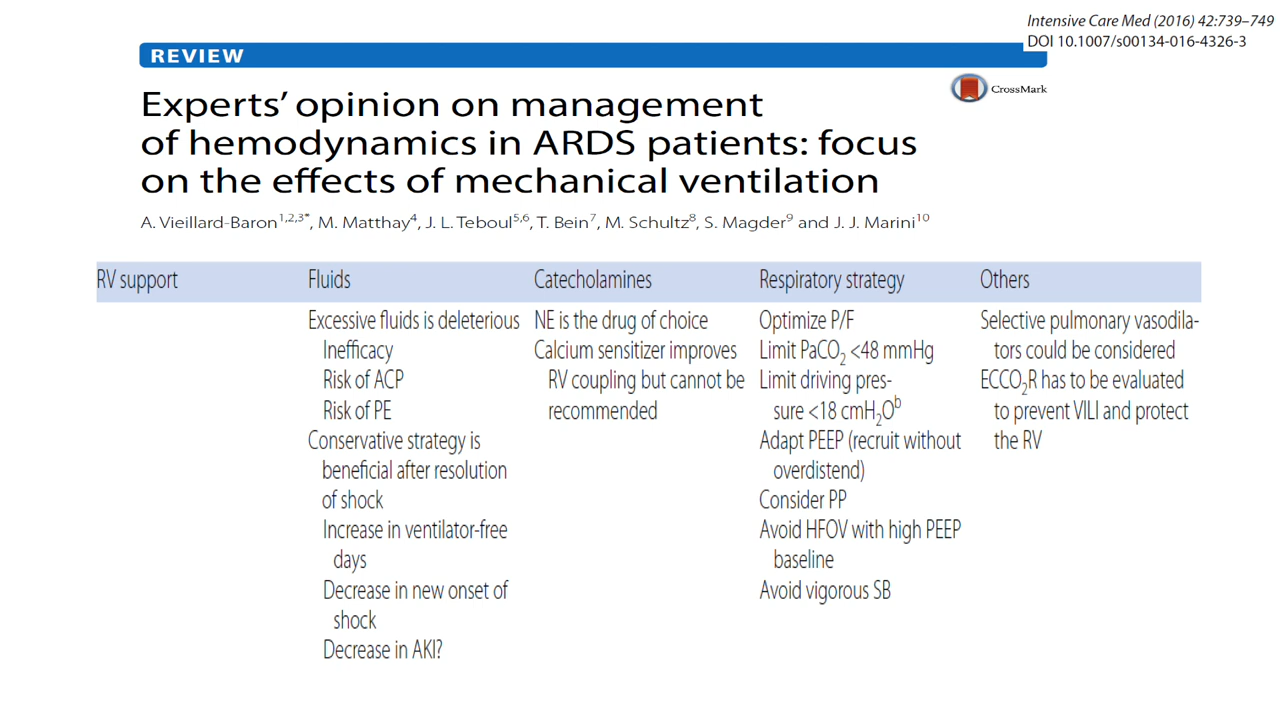 Intensive Care Med (2016) 42:739–749
DOI 10.1007/s00134-016-4326-3
REVIEW
CrossMark
Experts’ opinion on management
of hemodynamics in ARDS patients: focus
on the effects of mechanical ventilation
A. Vieillard-Baron1,2,3*, M. Matthay4, J. L. Teboul5,6, T. Bein7, M. Schultz8, S. Magder9 and J. J. Marini10
RV support
Fluids
Excessive fluids is deleterious
Inefficacy
Risk of ACP
Risk of PE
Conservative strategy is
beneficial after resolution
of shock
Increase in ventilator-free
days
Decrease in new onset of
shock
Decrease in AKI?
Catecholamines
NE is the drug of choice
Calcium sensitizer improves
RV coupling but cannot be
recommended
Respiratory strategy
Optimize P/F
Limit PaCO2 <48 mmHg
Limit driving pres-
sure <18 cmH2Ob
Adapt PEEP (recruit without
overdistend)
Consider PP
Avoid HFOV with high PEEP
baseline
Avoid vigorous SB
Others
Selective pulmonary vasodila-
tors could be considered
ECCO2R has to be evaluated
to prevent VILI and protect
the RV